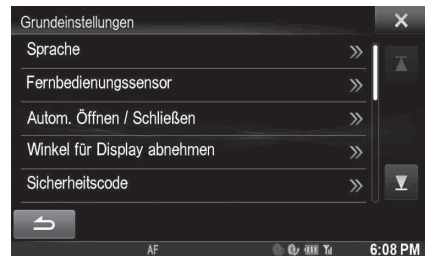 Grundeinstellungen
Sprache
Fernbedienungssensor
Autom. Öffnen / Schließen
Winkel für Display abnehmen
Sicherheitscode
AF
6:08 PM